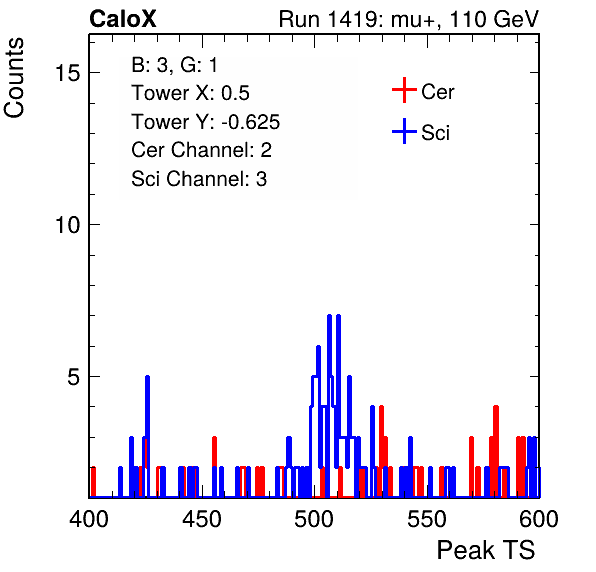 CaloX Run 1419: mu+, 110 GeV
Counts
B: 3, G: 1
Tower X: 0.5
Tower Y: -0.625
Cer Channel: 2
Sci Channel: 3
Cer
Sci
15
10
5
400 450 500 550 600
Peak TS